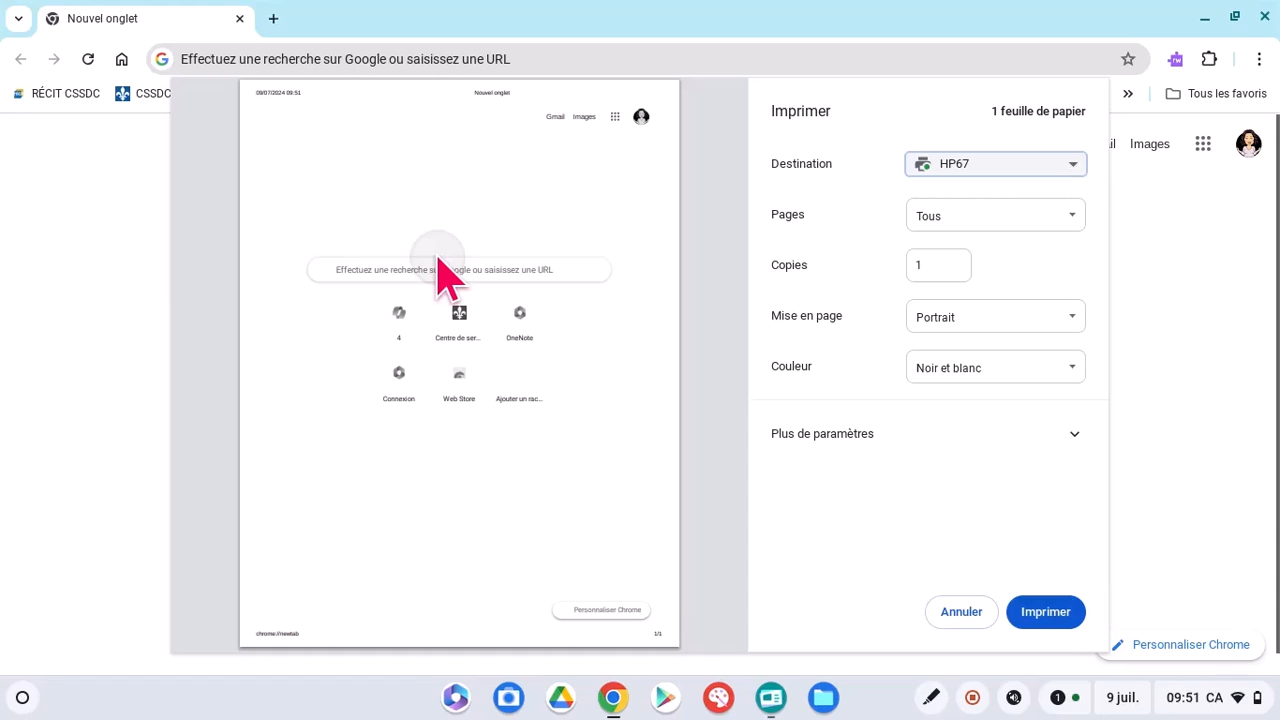 Nouvel onglet
Effectuez une recherche sur Google ou saisissez une URL
RÉCIT CSSDC
CSSDC
Tous les favoris
Images
09/07/2024 09:51
Nouvel onglet
Gmail Images
Effectuez une recherche su ogle ou saisissez une URL
4
Centre de ser...
OneNote
Connexion
Web Store
Ajouter un rac...
Personnaliser Chrome
chrome://newtab
1/1
Imprimer
1 feuille de papier
Destination
HP67
Pages
Tous
Copies
1
Mise en page
Portrait
Couleur
Noir et blanc
Plus de paramètres
Annuler
Imprimer
Personnaliser Chrome
9 juil.
09:51 CA